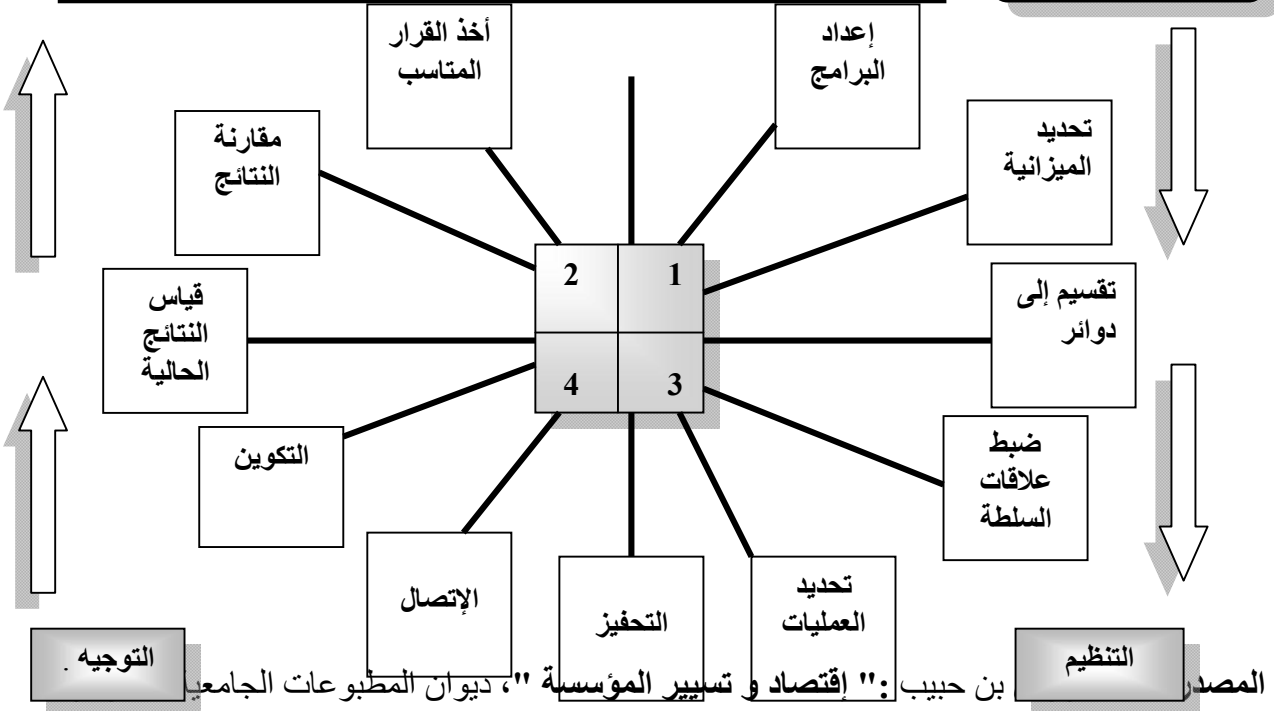 أخذ القرار
المتاسب
إعداد
البرامج
مقارنة
النتائج
تحديد
الميزانية
2
1
قياس
النتائج
الحالية
تقسيم إلى
دوائر
4
3
التكوين
ضبط
علاقات
السلطة
الإتصال
التحفيز
تحديد
العمليات
التوجيه
التنظيم
المصدر بن حبيب :" إقتصاد و تسيير المؤسسة "، ديوان المطبوعات الجامعية